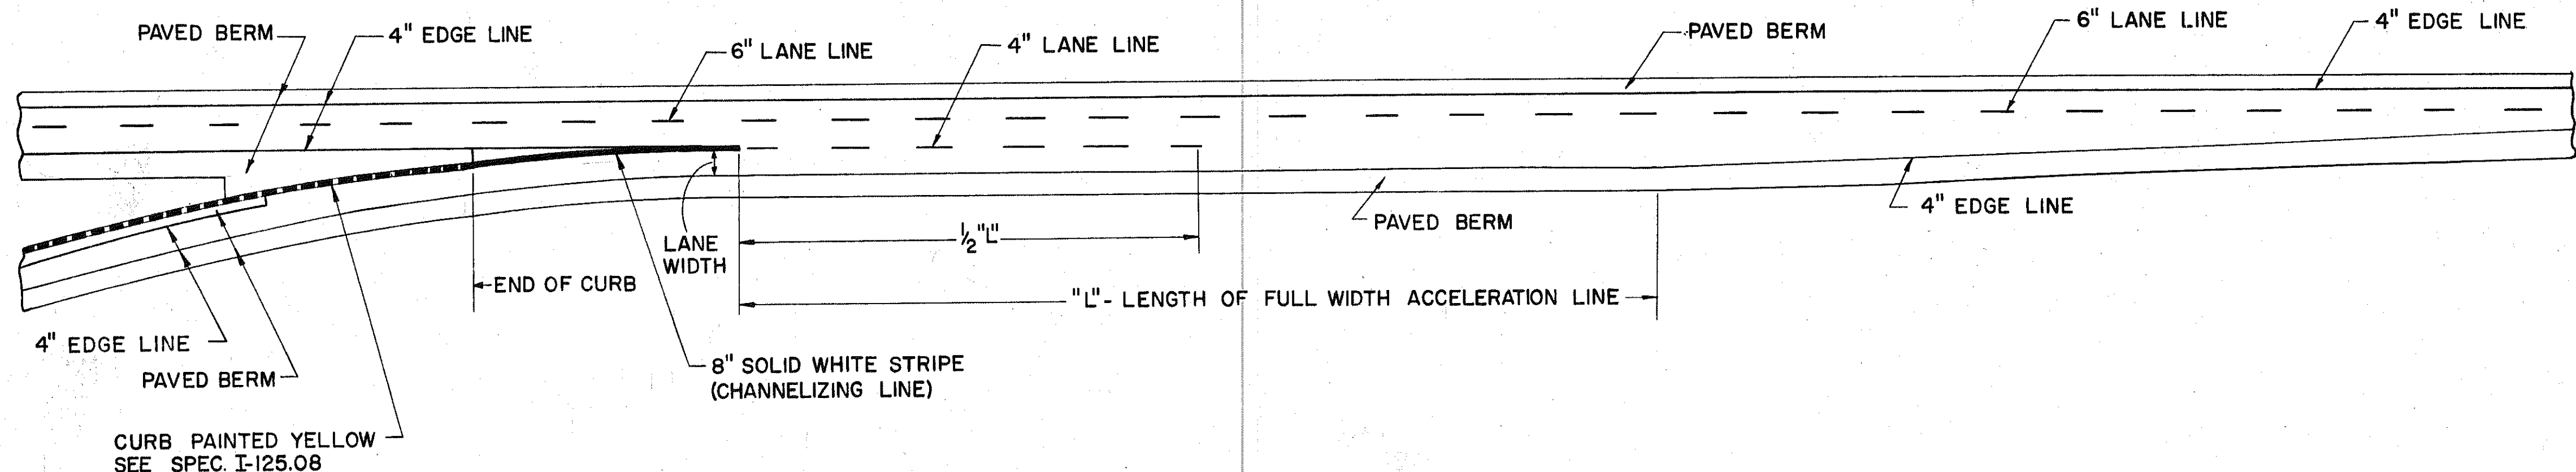 PAVED BERM
4" EDGE LINE
6" LANE LINE
4" LANE LINE
PAVED BERM
6" LANE LINE
4" EDGE LINE
LANE
WIDTH
½ "L"
PAVED BERM
4" EDGE LINE
END OF CURB
"L" - LENGTH OF FULL WIDTH ACCELERATION LINE
4" EDGE LINE
PAVED BERM
8" SOLID WHITE STRIPE
(CHANNELIZING LINE)
CURB PAINTED YELLOW
SEE SPEC. I-125.08